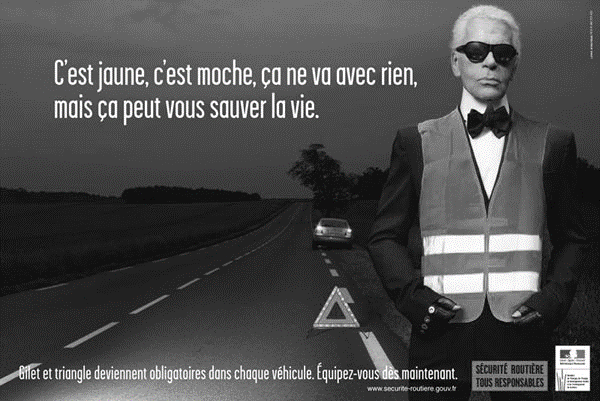 C'est jaune, c'est moche, ça ne va avec rien,
mais ça peut vous sauver la vie.
Gilet et triangle deviennent obligatoires dans chaque véhicule. Équipez-vous dès maintenant.
www.securite-routiere.gouv.fr
SÉCURITÉ ROUTIÈRE
TOUS RESPONSABLES